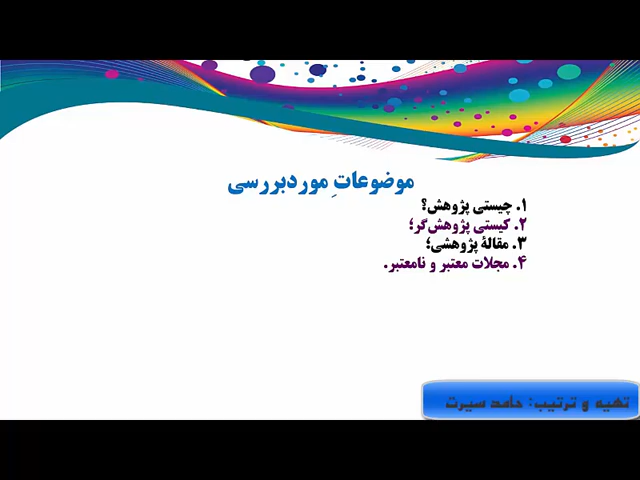 موضوعاتِ موردبررسی
۱. چیستی پژوهش؟
۲. کیستی پژوهش‌گر؛
۳. مقالهٔ پژوهشی؛
۴. مجلات معتبر و نامعتبر.
تهیه و ترتیب: حامد سیرت